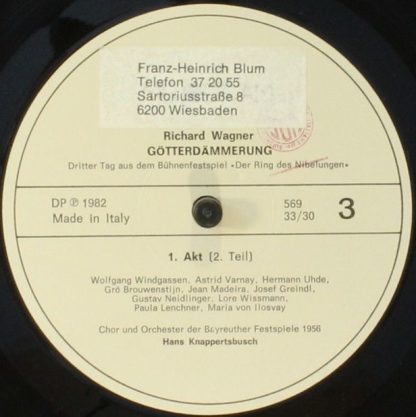 Franz-Heinrich Blum
Telefon 37 20 55
Sartoriusstraße 8
6200 Wiesbaden
Richard Wagner
GÖTTERDÄMMERUNG
Dritter Tag aus dem Bühnenfestspiel «Der Ring des Nibelungen»
DP ℗ 1982
Made in Italy
569
33/30
3
1. Akt (2. Teil)
Wolfgang Windgassen, Astrid Varnay, Hermann Uhde,
Gré Brouwenstijn, Jean Madeira, Josef Greindl,
Gustav Neidlinger, Lore Wissmann,
Paula Lenchner, Maria von Ilosvay
Chor und Orchester der Bayreuther Festspiele 1956
Hans Knappertsbusch